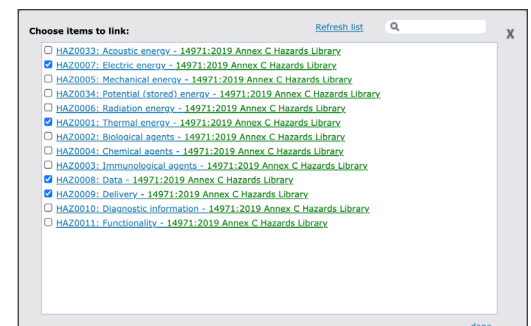 Choose items to link:
Refresh list
X
HAZ0033: Acoustic energy - 14971:2019 Annex C Hazards Library
HAZ0007: Electric energy - 14971:2019 Annex C Hazards Library
HAZ0005: Mechanical energy - 14971:2019 Annex C Hazards Library
HAZ0034: Potential (stored) energy - 14971:2019 Annex C Hazards Library
HAZ0006: Radiation energy - 14971:2019 Annex C Hazards Library
HAZ0001: Thermal energy - 14971:2019 Annex C Hazards Library
HAZ0002: Biological agents - 14971:2019 Annex C Hazards Library
HAZ0004: Chemical agents - 14971:2019 Annex C Hazards Library
HAZ0003: Immunological agents - 14971:2019 Annex C Hazards Library
HAZ0008: Data - 14971:2019 Annex C Hazards Library
HAZ0009: Delivery - 14971:2019 Annex C Hazards Library
HAZ0010: Diagnostic information - 14971:2019 Annex C Hazards Library
HAZ0011: Functionality - 14971:2019 Annex C Hazards Library
done